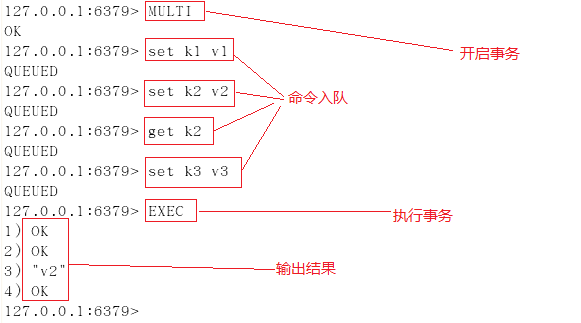 127.0.0.1:6379> MULTI
OK
开启事务
127.0.0.1:6379> set k1 v1
QUEUED
127.0.0.1:6379> set k2 v2
命令入队
QUEUED
127.0.0.1:6379> get k2
QUEUED
127.0.0.1:6379> set k3 v3
QUEUED
127.0.0.1:6379> EXEC
执行事务
1) OK
2) OK
3) "v2"
输出结果
4) OK
127.0.0.1:6379>